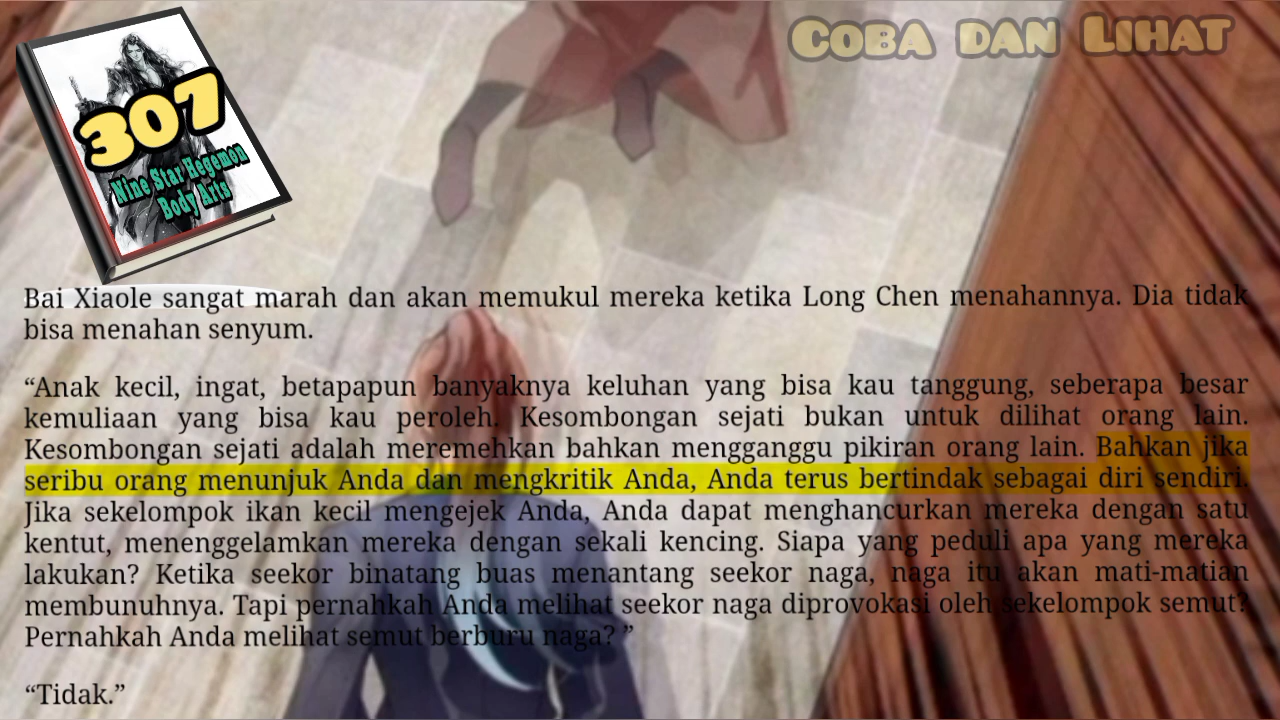 Coba dan Lihat
307
Nine Star Hegemon
Body Arts
Bai Xiaole sangat marah dan akan memukul mereka ketika Long Chen menahannya. Dia tidak
bisa menahan senyum.
“Anak kecil, ingat, betapapun banyaknya keluhan yang bisa kau tanggung, seberapa besar
kemuliaan yang bisa kau peroleh. Kesombongan sejati bukan untuk dilihat orang lain.
Kesombongan sejati adalah meremehkan bahkan mengganggu pikiran orang lain. Bahkan jika
seribu orang menunjuk Anda dan mengkritik Anda, Anda terus bertindak sebagai diri sendiri.
Jika sekelompok ikan kecil mengejek Anda, Anda dapat menghancurkan mereka dengan satu
kentut, menenggelamkan mereka dengan sekali kencing. Siapa yang peduli apa yang mereka
lakukan? Ketika seekor binatang buas menantang seekor naga, naga itu akan mati-matian
membunuhnya. Tapi pernahkah Anda melihat seekor naga diprovokasi oleh sekelompok semut?
Pernahkah Anda melihat semut berburu naga? ”
“Tidak.”